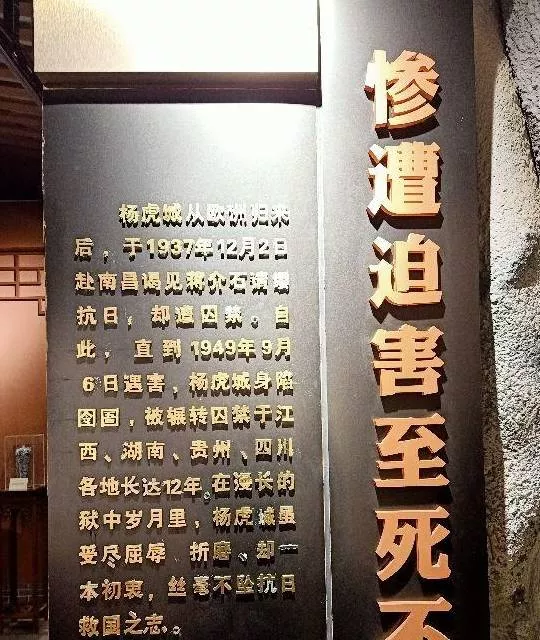 惨遭迫害至死不
杨虎城从欧洲归来
后，于1937年12月2日
赴南昌谒见蒋介石请缨
抗日，却遭囚禁。自
此，直到1949年9月
6日遇害，杨虎城身陷
囹圄，被辗转囚禁于江
西、湖南、贵州、四川
各地长达12年。在漫长的
狱中岁月里，杨虎城虽
受尽屈辱 折磨、却一
本初衷，丝毫不坠抗日
救国之志。